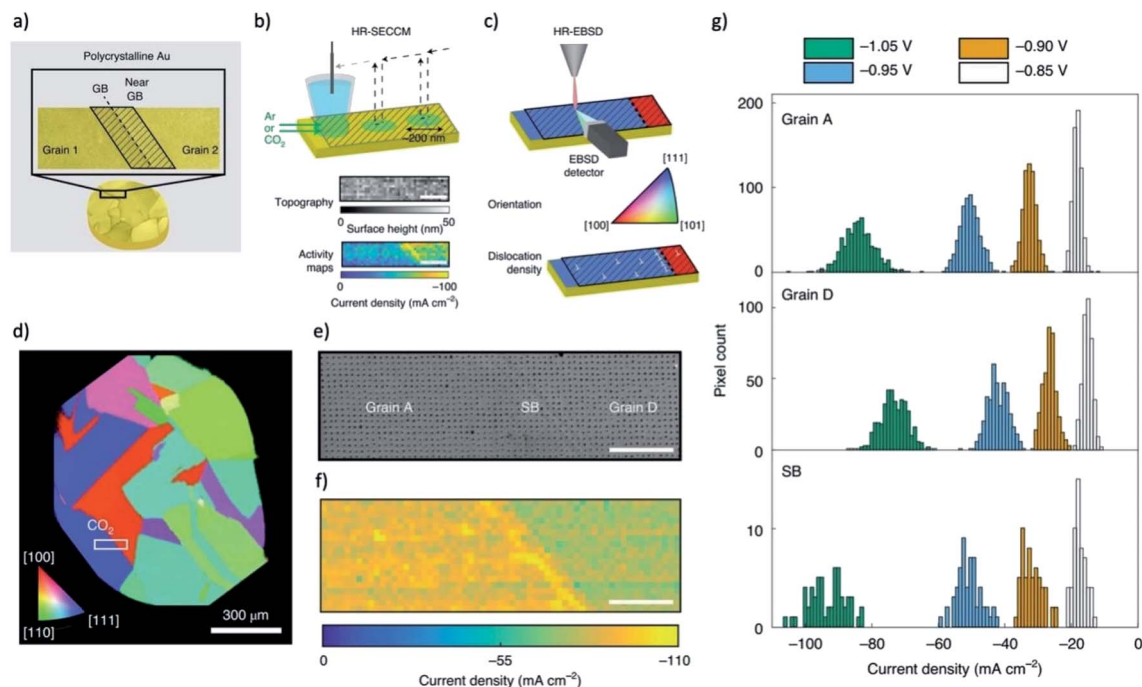 a)
Polycrystalline Au
GB
Near
GB
Grain 1
Grain 2
b)
HR-SECCM
Ar
or
CO2
~200 nm
Topography
0
50
Surface height (nm)
Activity
maps
0
–100
Current density (mA cm–2)
c)
HR-EBSD
EBSD
detector
Orientation
[111]
[100]
[101]
Dislocation
density
d)
CO2
[100]
[111]
[110]
300 μm
e)
Grain A
SB
Grain D
f)
0
–55
–110
Current density (mA cm–2)
g)
–1.05 V
–0.90 V
–0.95 V
–0.85 V
200
Grain A
100
0
Grain D
60
0
SB
10
0
Pixel count
–100
–80
–60
–40
–20
0
Current density (mA cm–2)